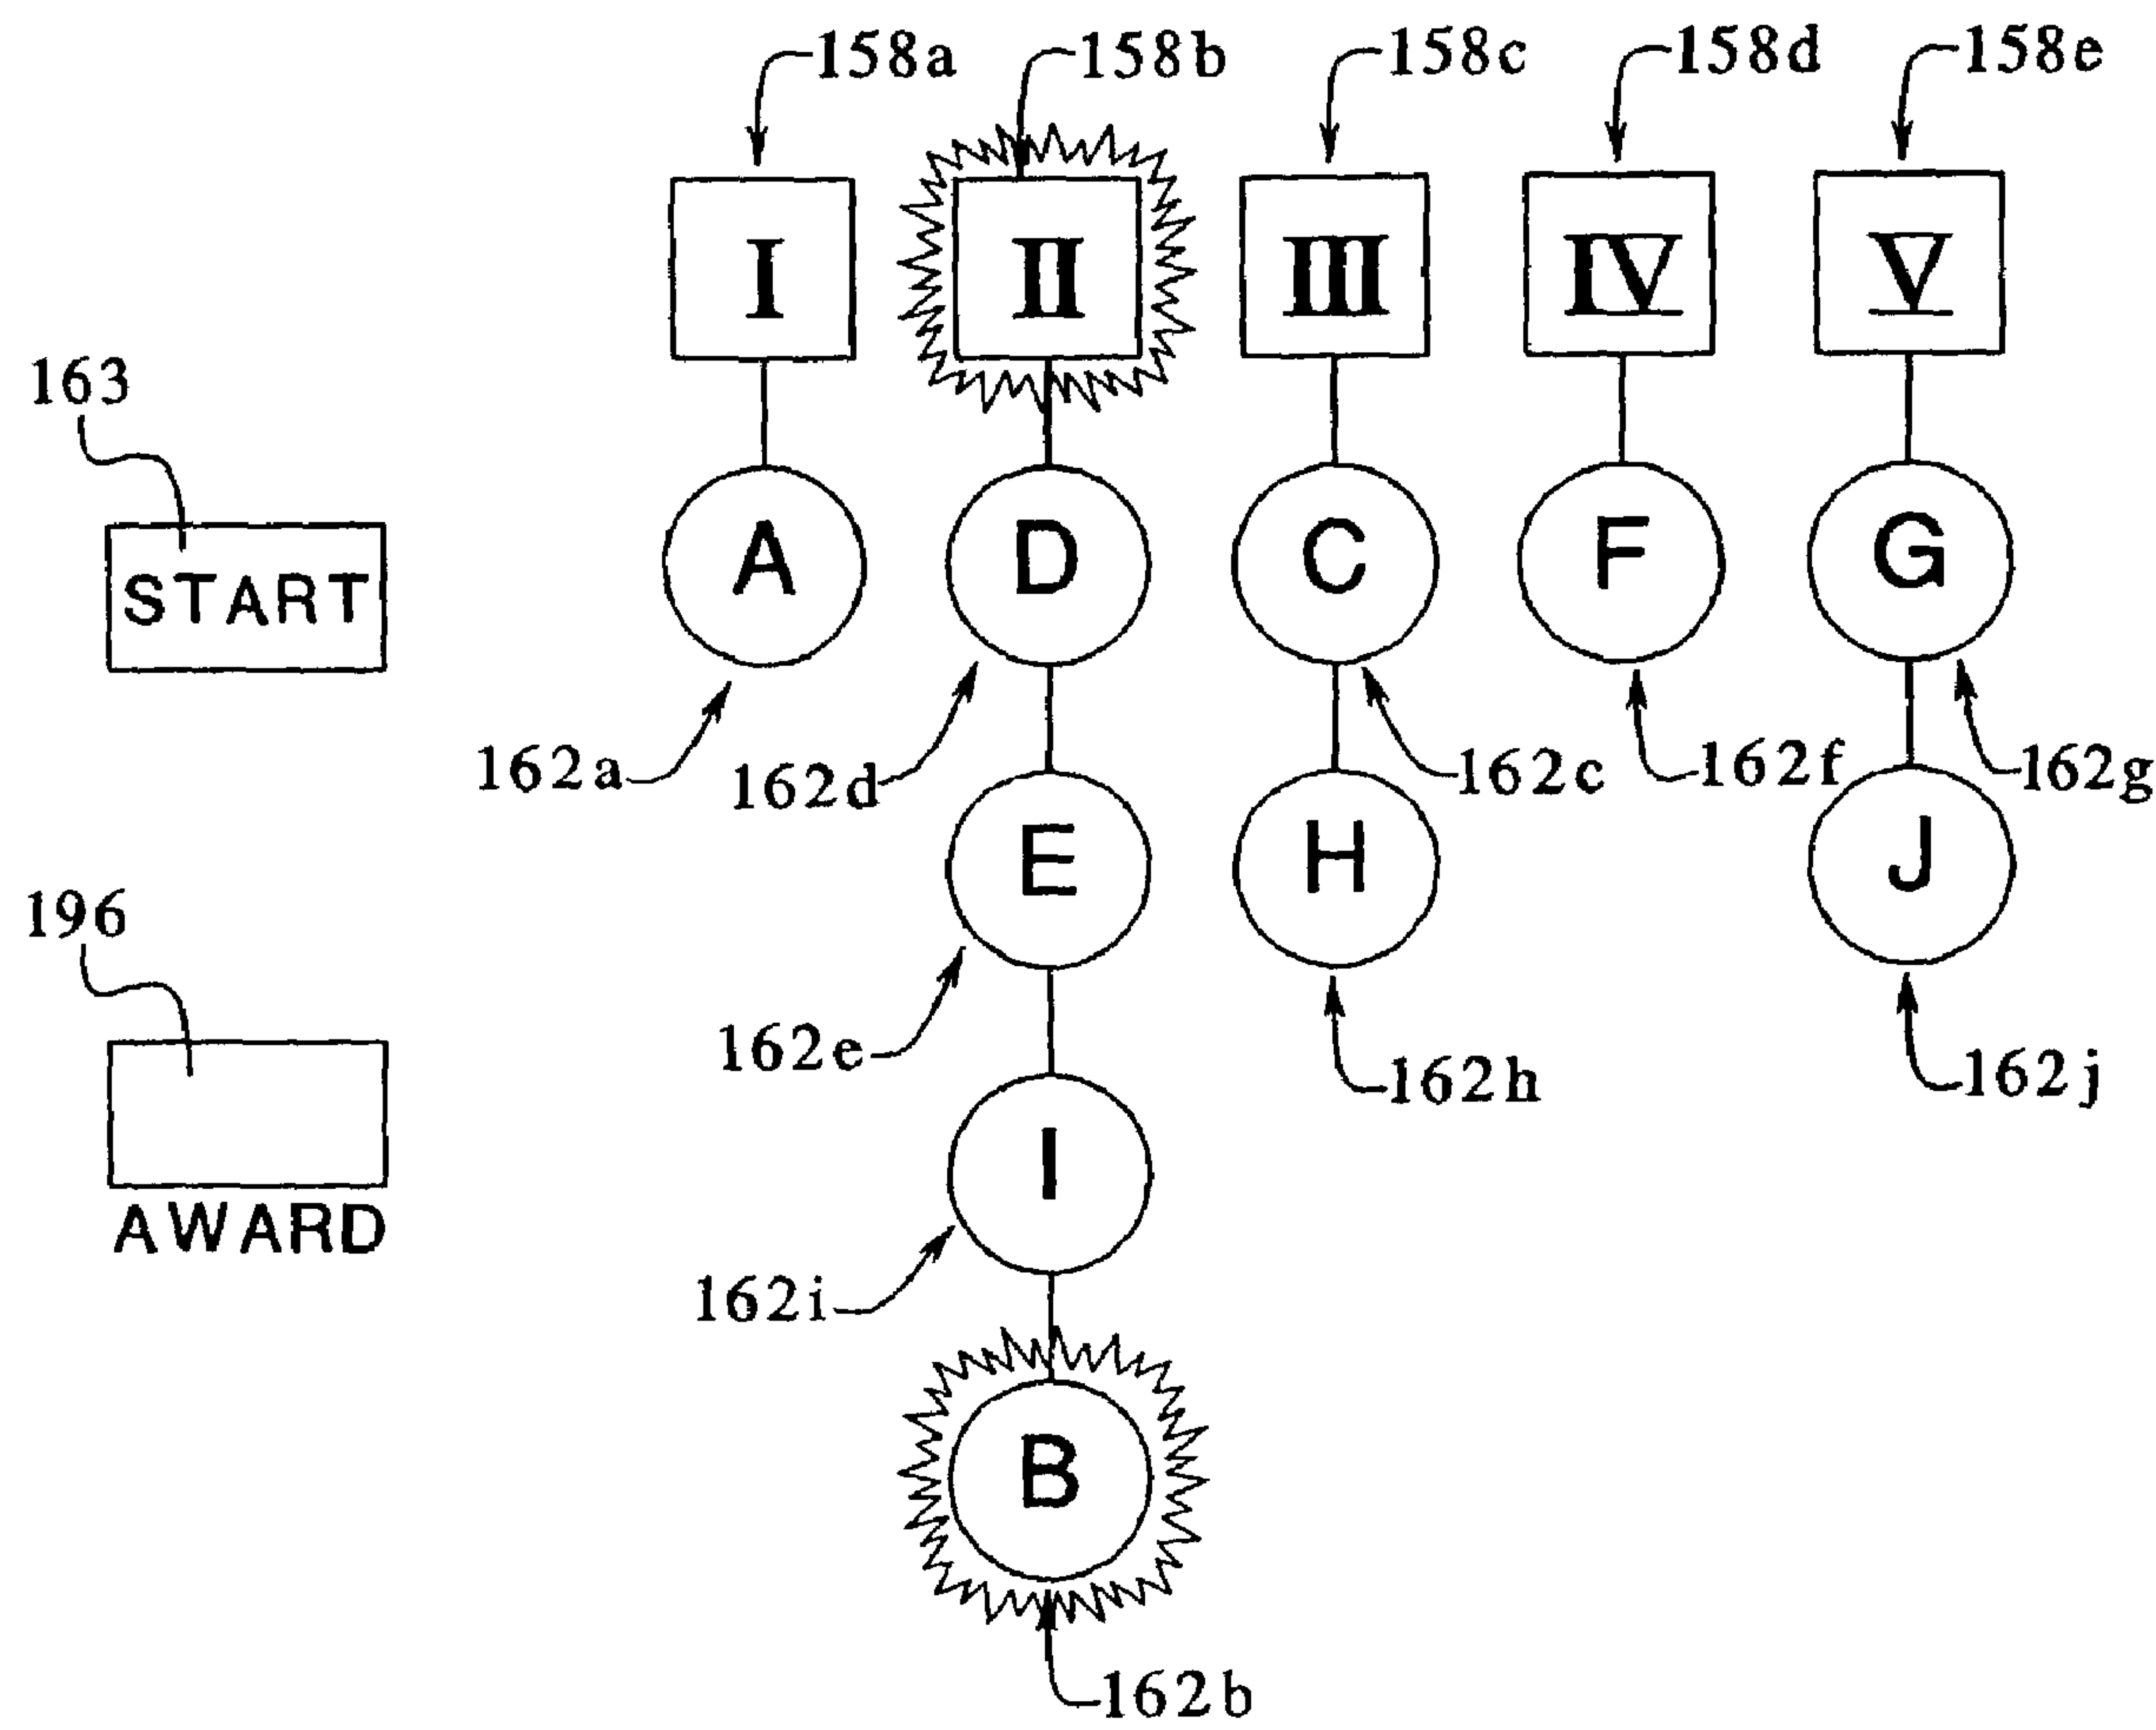 158a 158b 158c 158d 158e
I II III IV V
163
START
A D C F G
162a 162d 162c 162f 162g
E H J
196
162e 162h 162j
AWARD
I
162i
B
162b